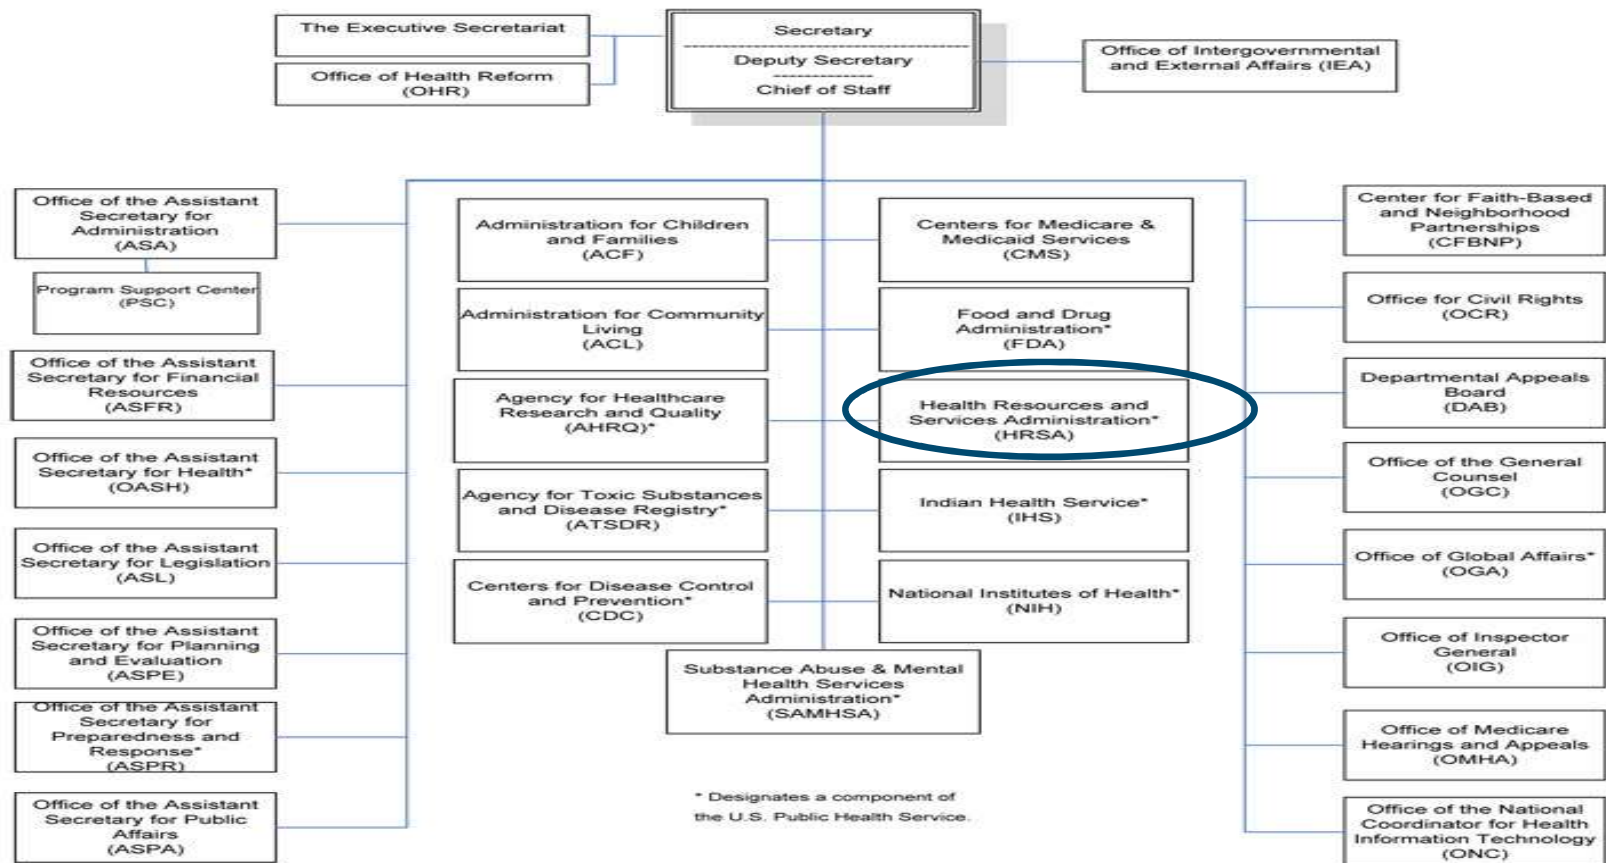 The Executive Secretariat
Office of Health Reform
(OHR)
Secretary
Deputy Secretary
Chief of Staff
Office of Intergovernmental
and External Affairs (IEA)
Office of the Assistant
Secretary for
Administration
(ASA)
Program Support Center
(PSC)
Office of the Assistant
Secretary for Financial
Resources
(ASFR)
Office of the Assistant
Secretary for Health*
(OASH)
Office of the Assistant
Secretary for Legislation
(ASL)
Office of the Assistant
Secretary for Planning
and Evaluation
(ASPE)
Office of the Assistant
Secretary for
Preparedness and
Response*
(ASPR)
Office of the Assistant
Secretary for Public
Affairs
(ASPA)
Administration for Children
and Families
(ACF)
Administration for Community
Living
(ACL)
Agency for Healthcare
Research and Quality
(AHRQ)*
Agency for Toxic Substances
and Disease Registry*
(ATSDR)
Centers for Disease Control
and Prevention*
(CDC)
Centers for Medicare &
Medicaid Services
(CMS)
Food and Drug
Administration*
(FDA)
Health Resources and
Services Administration*
(HRSA)
Indian Health Service*
(IHS)
National Institutes of Health*
(NIH)
Substance Abuse & Mental
Health Services
Administration*
(SAMHSA)
* Designates a component of
the U.S. Public Health Service.
Center for Faith-Based
and Neighborhood
Partnerships
(CFBNP)
Office for Civil Rights
(OCR)
Departmental Appeals
Board
(DAB)
Office of the General
Counsel
(OGC)
Office of Global Affairs*
(OGA)
Office of Inspector
General
(OIG)
Office of Medicare
Hearings and Appeals
(OMHA)
Office of the National
Coordinator for Health
Information Technology
(ONC)